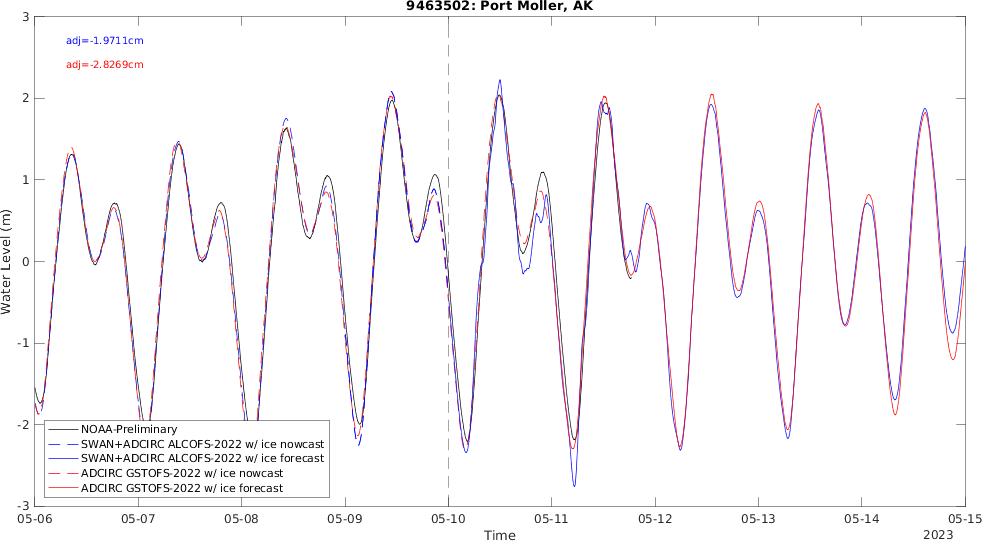 9463502: Port Moller, AK
adj=-1.9711cm
adj=-2.8269cm
3
2
1
0
-1
-2
-3
Water Level (m)
NOAA-Preliminary
SWAN+ADCIRC ALCOFS-2022 w/ ice nowcast
SWAN+ADCIRC ALCOFS-2022 w/ ice forecast
ADCIRC GSTOFS-2022 w/ ice nowcast
ADCIRC GSTOFS-2022 w/ ice forecast
05-06 05-07 05-08 05-09 05-10 05-11 05-12 05-13 05-14 05-15
Time
2023